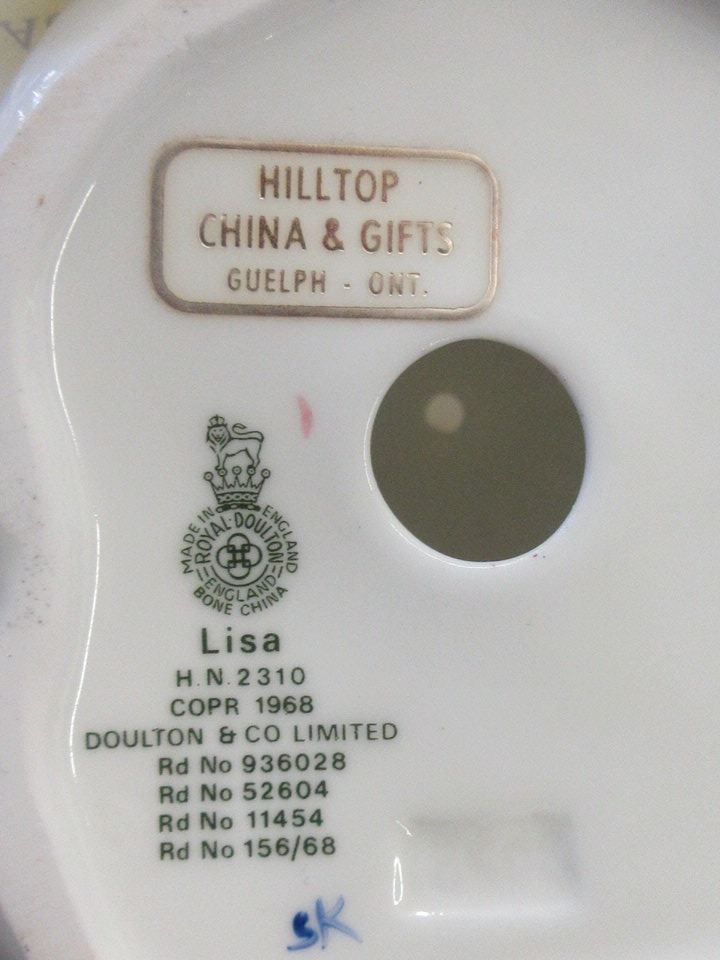 HILLTOP
CHINA & GIFTS
GUELPH - ONT.
MADE IN ENGLAND
ROYAL·DOULTON
ENGLAND
BONE CHINA
Lisa
H.N.2310
COPR 1968
DOULTON & CO LIMITED
Rd No 936028
Rd No 52604
Rd No 11454
Rd No 156/68
SK